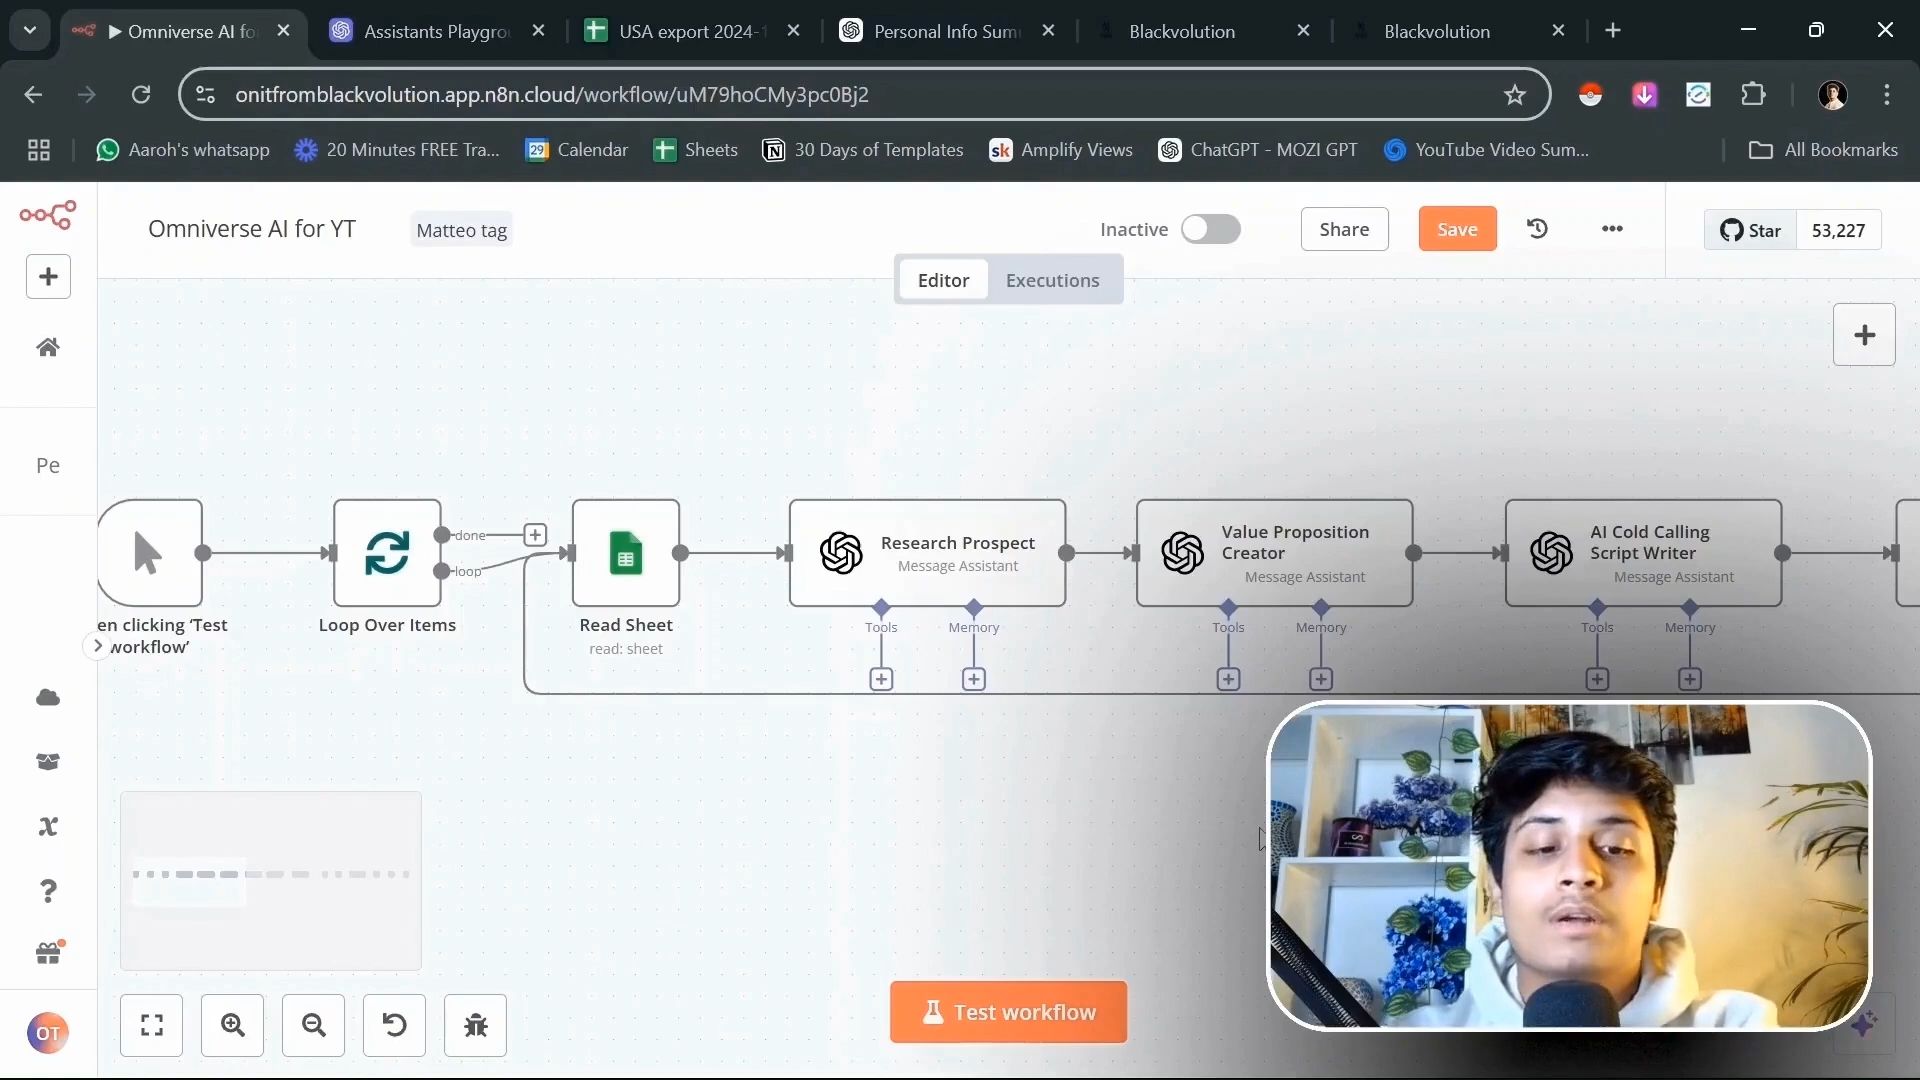 Omniverse AI fo
Assistants Playgro
USA export 2024-1
Personal Info Sum
Blackvolution
Blackvolution
onitfromblackvolution.app.n8n.cloud/workflow/uM79hoCMy3pc0Bj2
Aaroh's whatsapp
20 Minutes FREE Tra...
29
Calendar
Sheets
30 Days of Templates
sk
Amplify Views
ChatGPT - MOZI GPT
YouTube Video Sum...
All Bookmarks
Omniverse AI for YT
Matteo tag
Inactive
Share
Save
Star
53,227
Editor
Executions
Pe
done
loop
Research Prospect
Message Assistant
Value Proposition
Creator
Message Assistant
AI Cold Calling
Script Writer
Message Assistant
en clicking ‘Test
workflow’
Loop Over Items
Read Sheet
read: sheet
Tools
Memory
Tools
Memory
Tools
Memory
OT
Test workflow